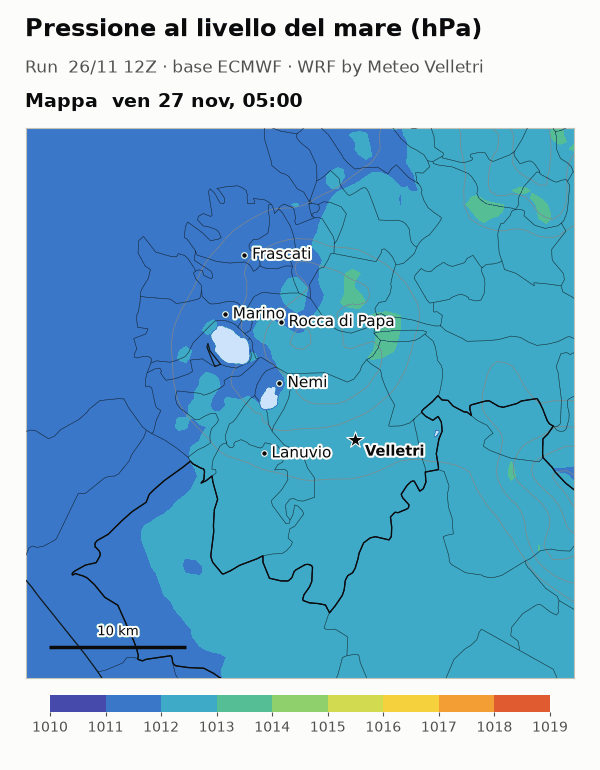 Pressione al livello del mare (hPa)
Run  26/11 12Z · base ECMWF · WRF by Meteo Velletri
Mappa  ven 27 nov, 05:00
Frascati
Marino
Rocca di Papa
Nemi
Velletri
Lanuvio
10 km
1010 1011 1012 1013 1014 1015 1016 1017 1018 1019